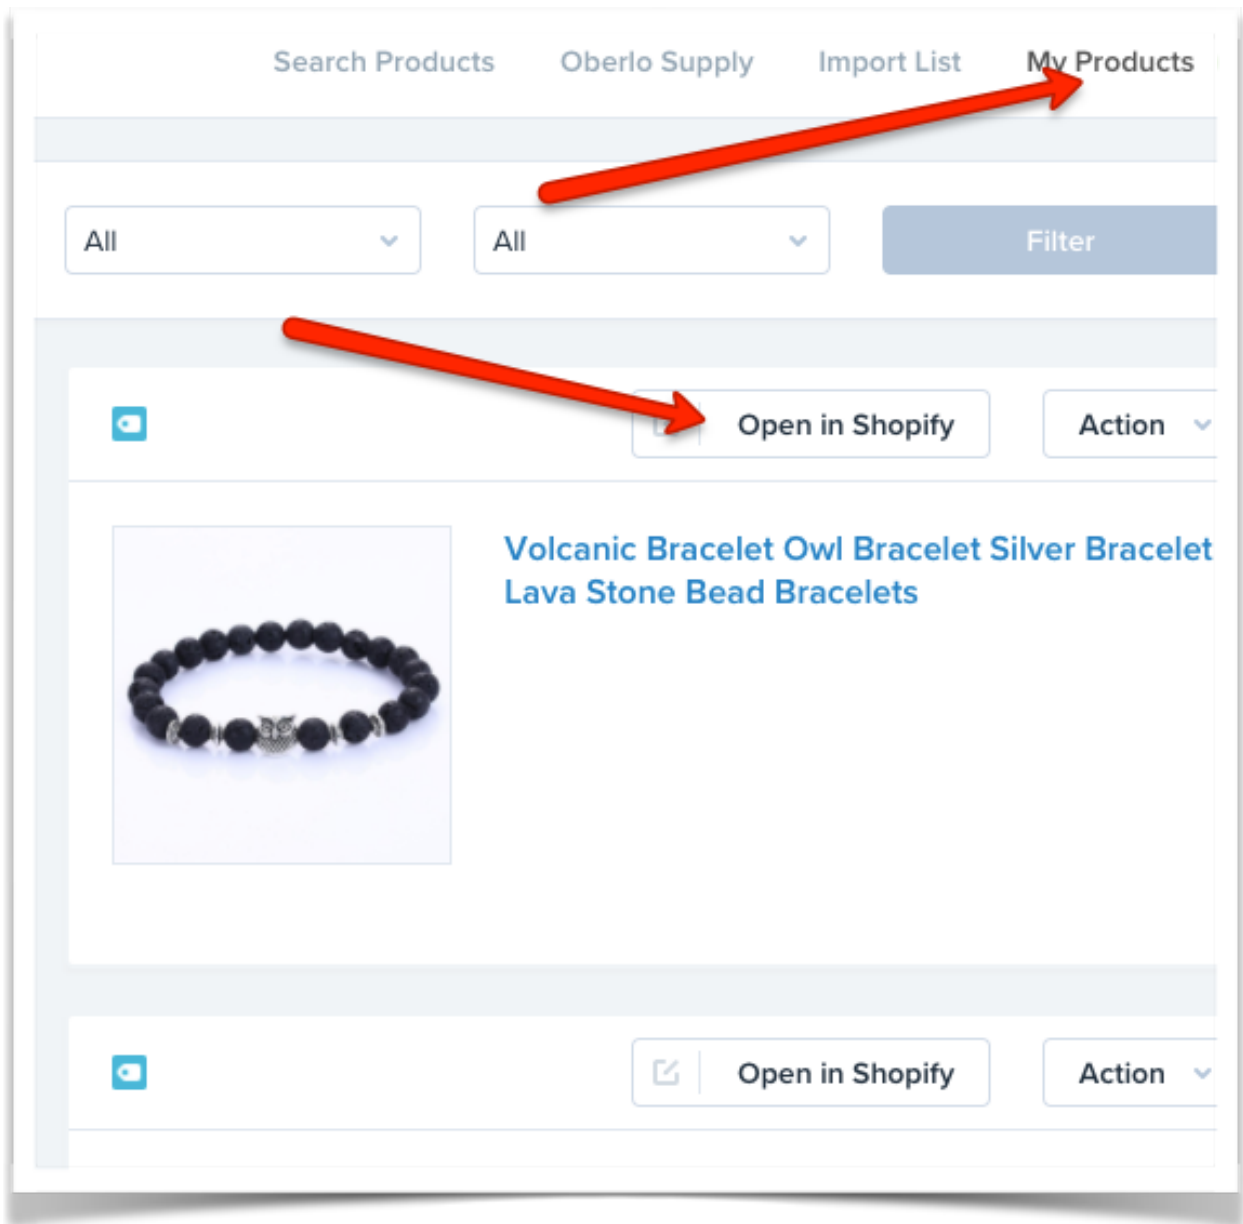 Search Products Oberlo Supply Import List My Products
All All Filter
Open in Shopify Action
Volcanic Bracelet Owl Bracelet Silver Bracelet
Lava Stone Bead Bracelets
Open in Shopify Action